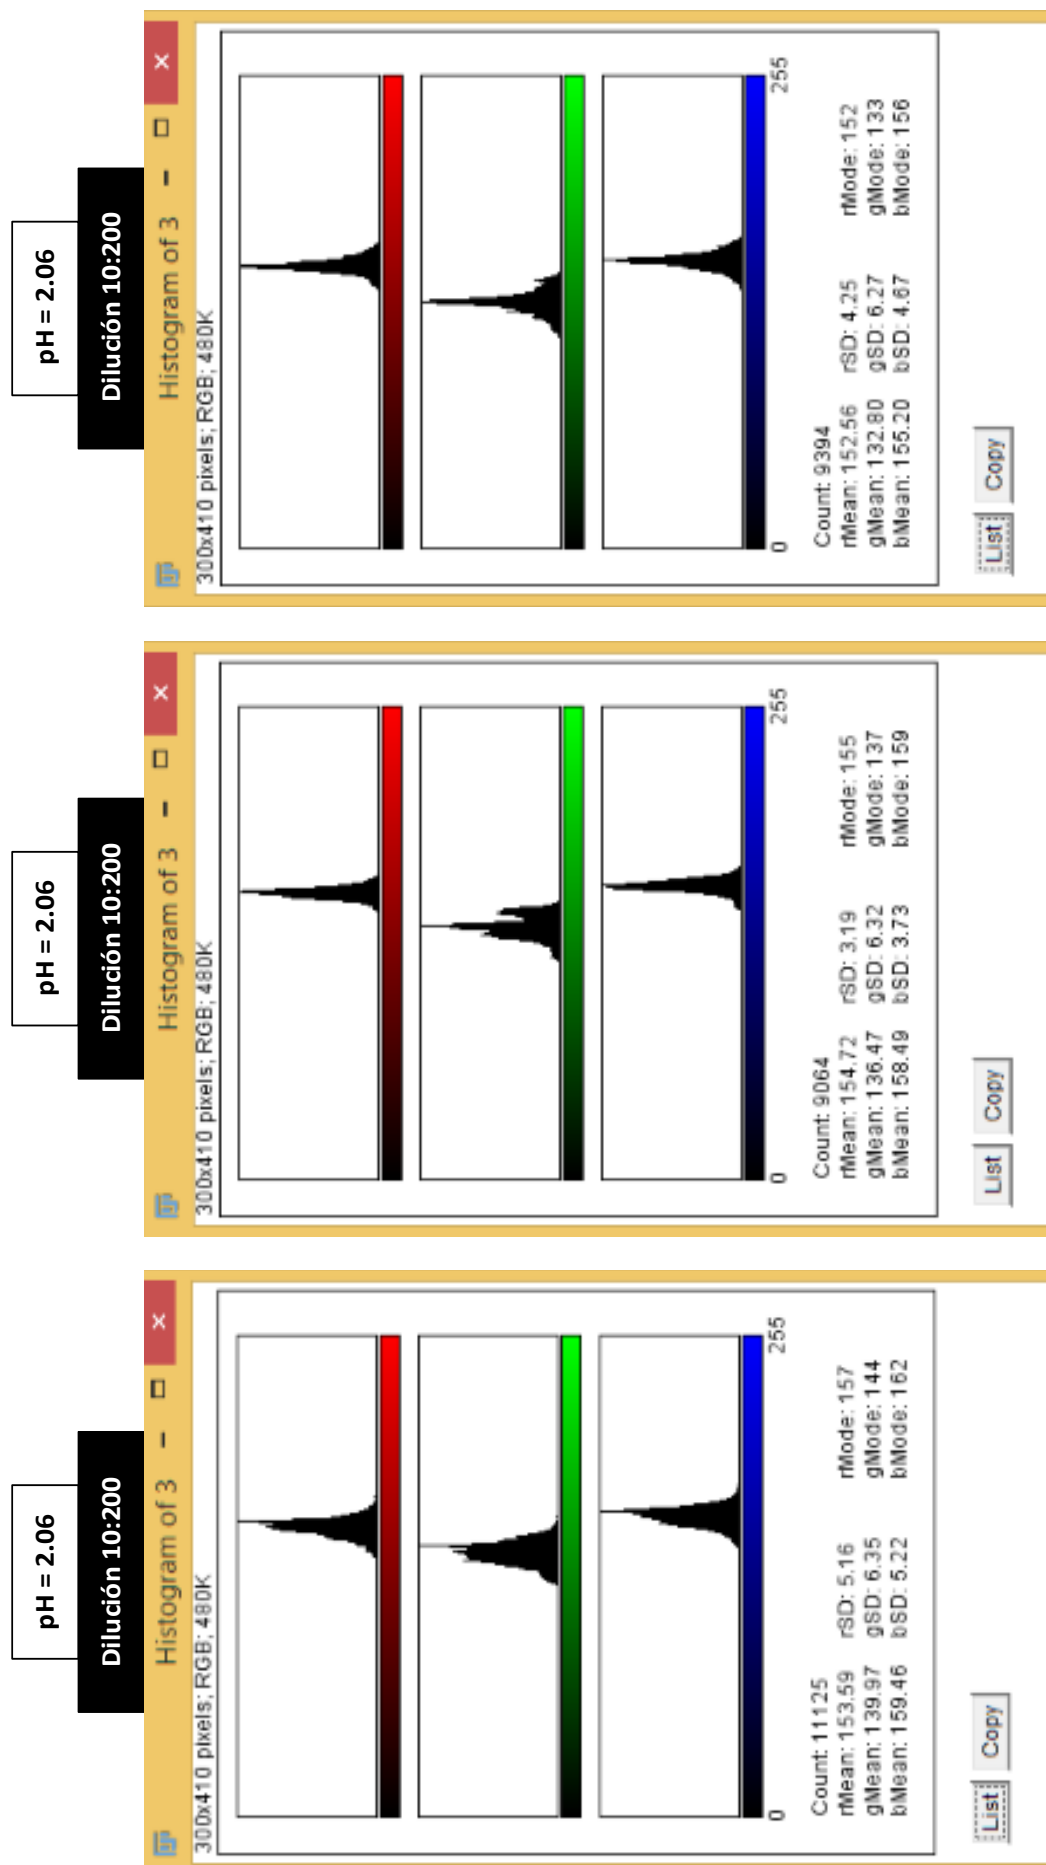 pH = 2.06
Dilución 10:200
Histogram of 3
300x410 pixels; RGB; 480K
0 255
Count: 11125
rMean: 153.59 rSD: 5.16 rMode: 157
gMean: 139.97 gSD: 6.35 gMode: 144
bMean: 159.46 bSD: 5.22 bMode: 162
List Copy
pH = 2.06
Dilución 10:200
Histogram of 3
300x410 pixels; RGB; 480K
0 255
Count: 9064
rMean: 154.72 rSD: 3.19 rMode: 155
gMean: 136.47 gSD: 6.32 gMode: 137
bMean: 158.49 bSD: 3.73 bMode: 159
List Copy
pH = 2.06
Dilución 10:200
Histogram of 3
300x410 pixels; RGB; 480K
0 255
Count: 9394
rMean: 152.56 rSD: 4.25 rMode: 152
gMean: 132.80 gSD: 6.27 gMode: 133
bMean: 155.20 bSD: 4.67 bMode: 156
List Copy